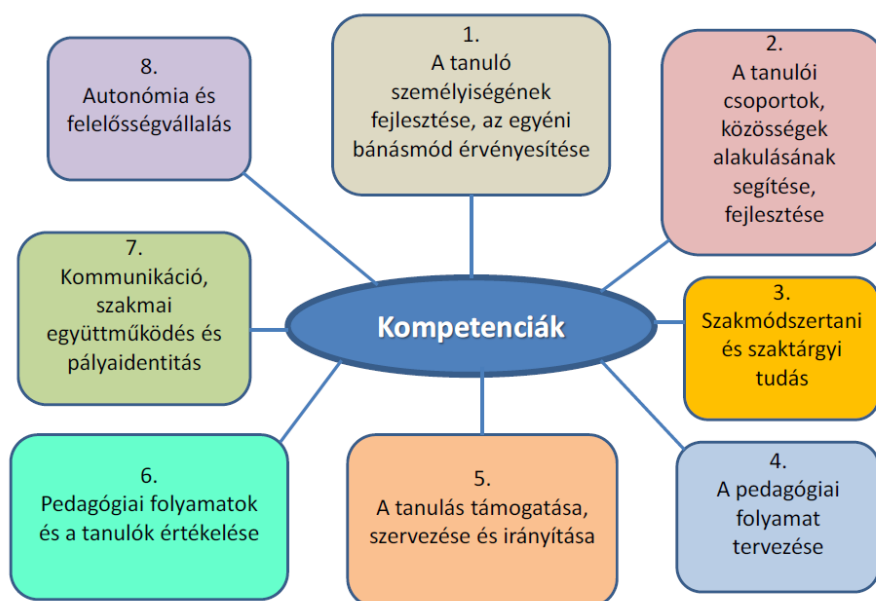 1.
A tanuló
személyiségének
fejlesztése, az egyéni
bánásmód érvényesítése
2.
A tanulói
csoportok,
közösségek
alakulásának
segítése,
fejlesztése
3.
Szakmódszertani
és szaktárgyi
tudás
4.
A pedagógiai
folyamat
tervezése
5.
A tanulás támogatása,
szervezése és irányítása
6.
Pedagógiai folyamatok
és a tanulók értékelése
7.
Kommunikáció,
szakmai
együttműködés és
pályaidentitás
8.
Autonómia és
felelősségvállalás
Kompetenciák